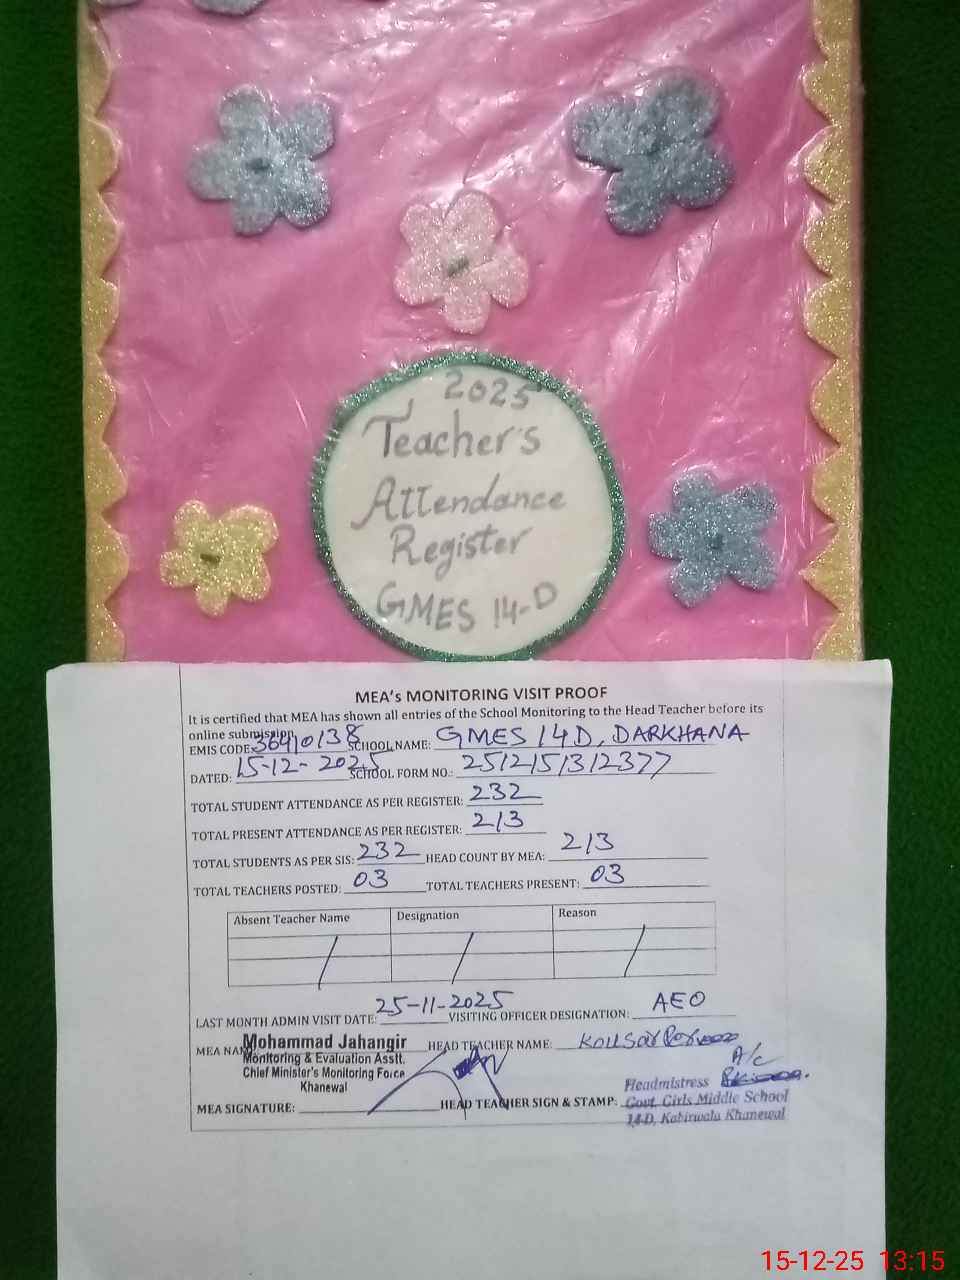 2025
Teacher's
Attendance
Register
GMES 14-D
MEA's MONITORING VISIT PROOF
It is certified that MEA has shown all entries of the School Monitoring to the Head Teacher before its
online submission
EMIS CODE: 36410138 SCHOOL NAME: GMES 14D, DARKHANA
DATED: 15-12-2025 SCHOOL FORM NO.: 2512151312377
TOTAL STUDENT ATTENDANCE AS PER REGISTER: 232
TOTAL PRESENT ATTENDANCE AS PER REGISTER: 213
TOTAL STUDENTS AS PER SIS: 232 HEAD COUNT BY MEA: 213
TOTAL TEACHERS POSTED: 03 TOTAL TEACHERS PRESENT: 03
Absent Teacher Name Designation Reason
LAST MONTH ADMIN VISIT DATE: 25-11-2025 VISITING OFFICER DESIGNATION: AEO
MEA NAME Mohammad Jahangir HEAD TEACHER NAME: Kousar
Monitoring & Evaluation Asstt.
Chief Minister's Monitoring Force
Khanewal
A/c
Headmistress
MEA SIGNATURE: HEAD TEACHER SIGN & STAMP: Govt. Girls Middle School
14-D, Kabirwala Khanewal
15-12-25 13:15